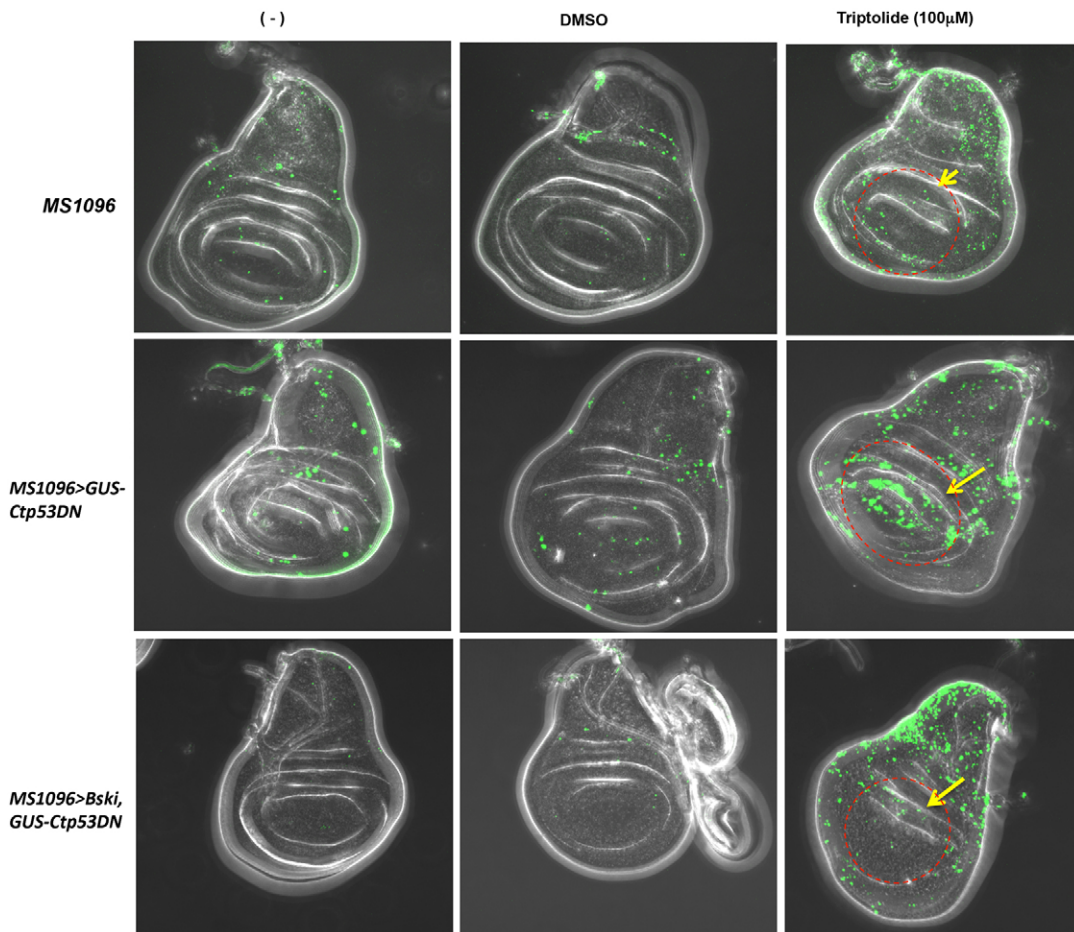 ( - )
DMSO
Triptolide (100μM)
MS1096
MS1096>GUS-
Ctp53DN
MS1096>Bski,
GUS-Ctp53DN